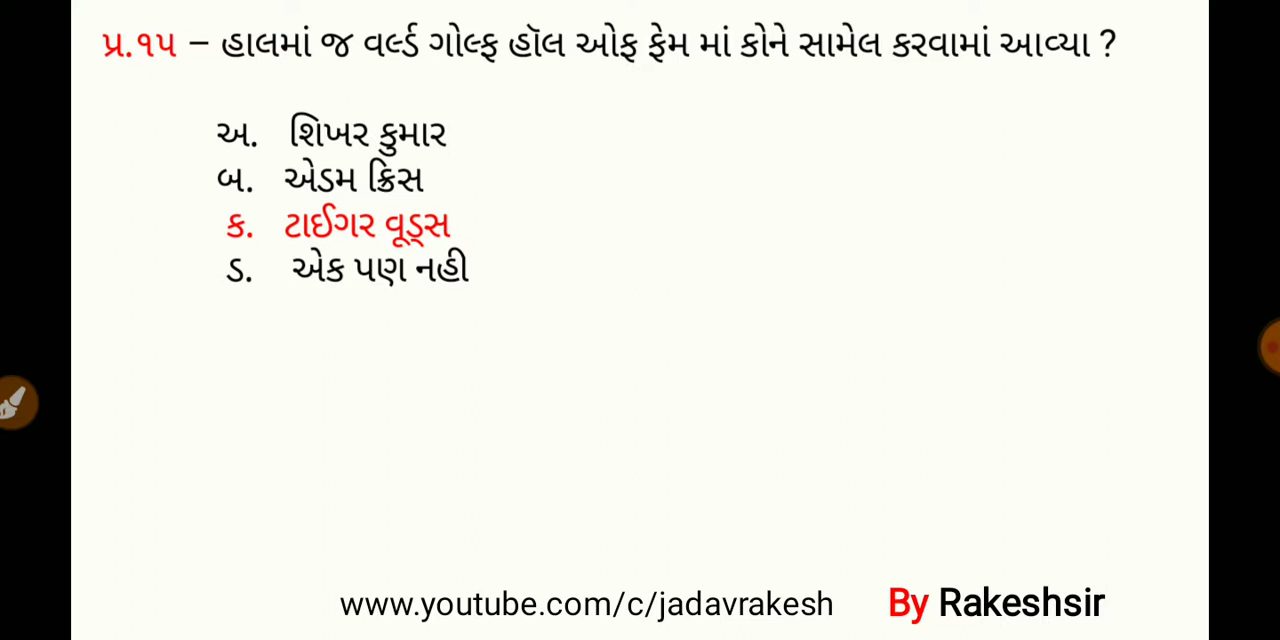 પ્ર.૧૫ – હાલમાં જ વર્લ્ડ ગોલ્ફ હૉલ ઓફ ફેમ માં કોને સામેલ કરવામાં આવ્યા ?
અ. શિખર કુમાર
બ. એડમ ક્રિસ
ક. ટાઈગર વૂડ્સ
ડ. એક પણ નહી
www.youtube.com/c/jadavrakesh By Rakeshsir